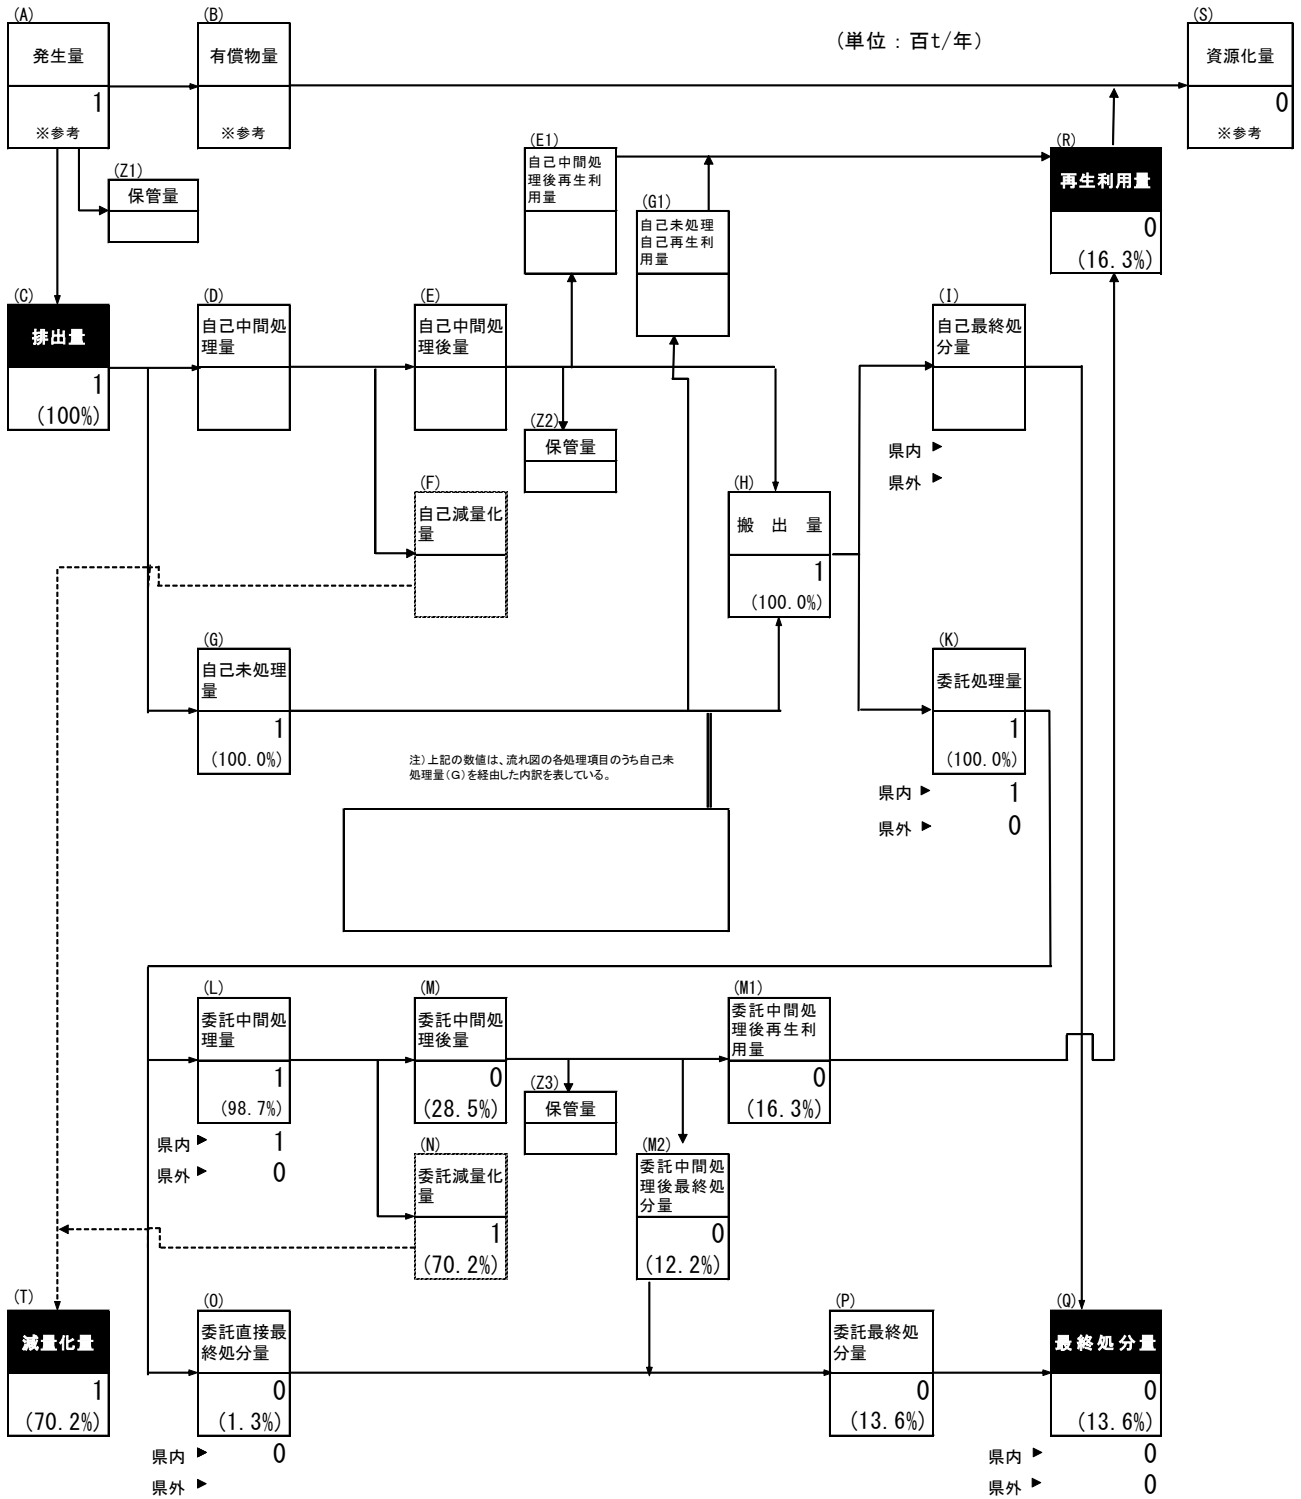 (A)
発生量
1
※参考
(B)
有償物量
※参考
(単位：百t/年)
(S)
資源化量
0
※参考
(Z1)
保管量
(E1)
自己中間処
理後再生利
用量
(G1)
自己未処理
自己再生利
用量
(R)
再生利用量
0
(16.3%)
(C)
排出量
1
(100%)
(D)
自己中間処
理量
(E)
自己中間処
理後量
(Z2)
保管量
(I)
自己最終処
分量
県内 ▶
県外 ▶
(F)
自己減量化
量
(H)
搬 出 量
1
(100.0%)
(G)
自己未処理
量
1
(100.0%)
(K)
委託処理量
1
(100.0%)
県内 ▶ 1
県外 ▶ 0
注)上記の数値は、流れ図の各処理項目のうち自己未
処理量(G)を経由した内訳を表している。
(L)
委託中間処
理量
1
(98.7%)
県内 ▶ 1
県外 ▶ 0
(M)
委託中間処
理後量
0
(28.5%)
(Z3)
保管量
(M1)
委託中間処
理後再生利
用量
0
(16.3%)
(N)
委託減量化
量
1
(70.2%)
(M2)
委託中間処
理後最終処
分量
0
(12.2%)
(T)
減量化量
1
(70.2%)
(O)
委託直接最
終処分量
0
(1.3%)
県内 ▶ 0
県外 ▶
(P)
委託最終処
分量
0
(13.6%)
(Q)
最終処分量
0
(13.6%)
県内 ▶ 0
県外 ▶ 0